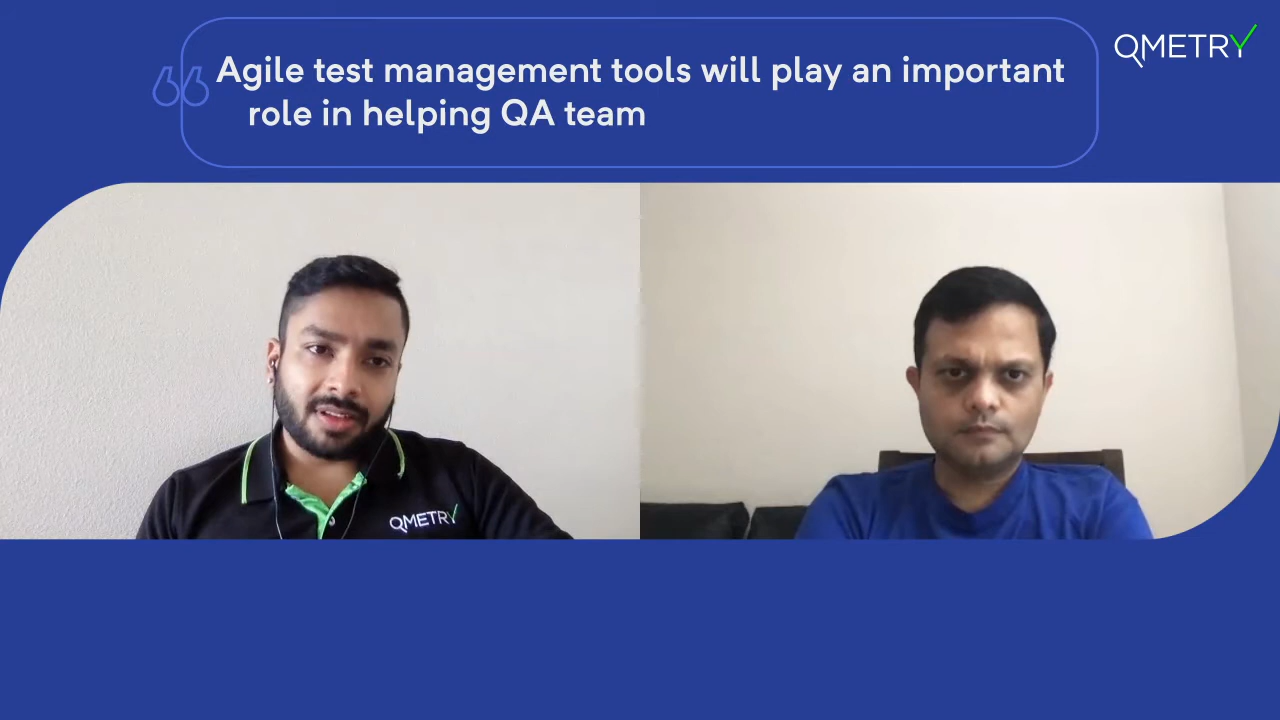 QMETRY
“Agile test management tools will play an important
role in helping QA team
QMETRY